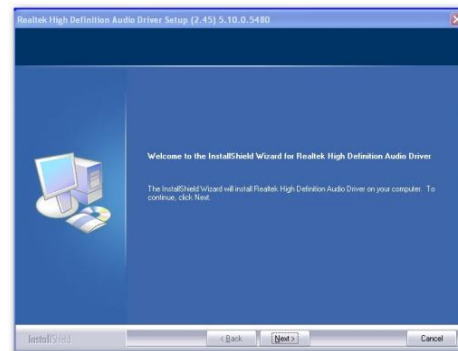 Realtek High Definition Audio Driver Setup (2.45) 5.10.0.5480
Welcome to the InstallShield Wizard for Realtek High Definition Audio Driver
The InstallShield Wizard will install Realtek High Definition Audio Driver on your computer. To
continue, click Next.
InstallShield
< Back
Next >
Cancel